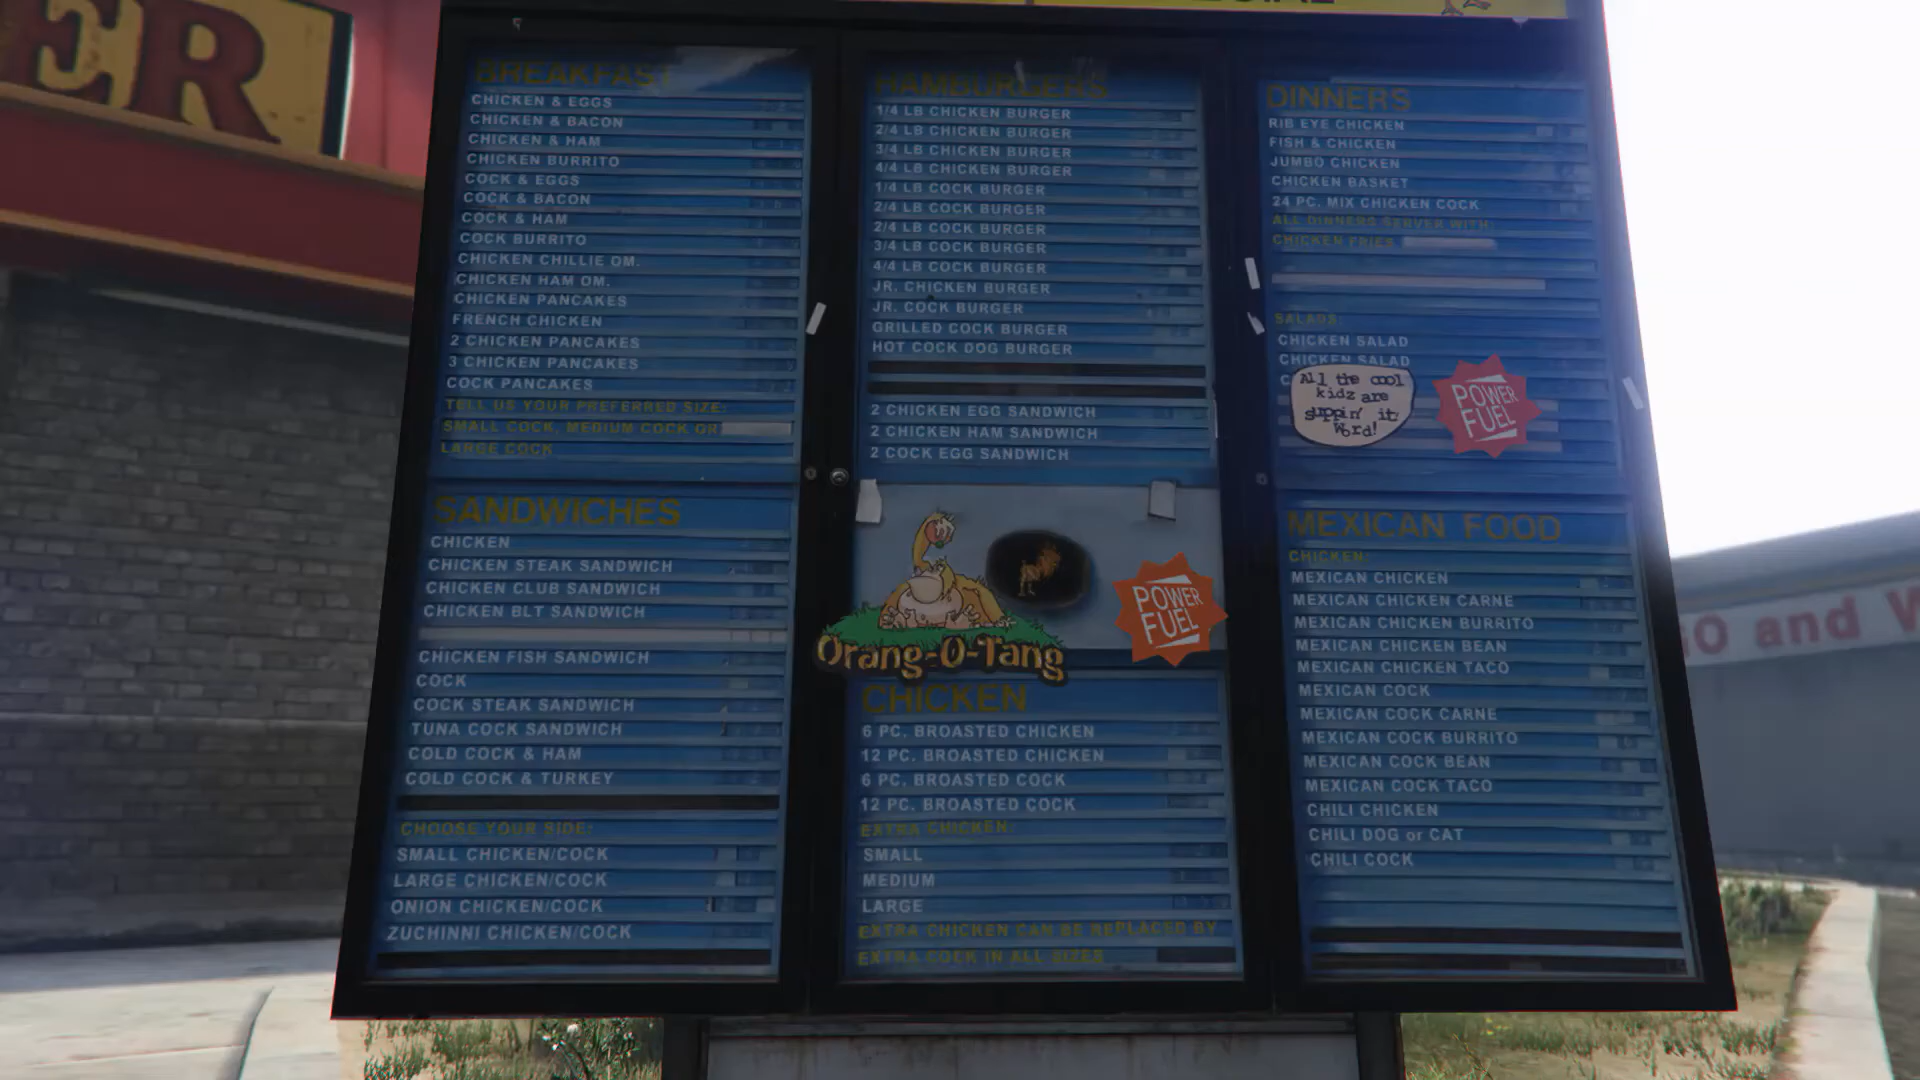 ER
BREAKFAST
CHICKEN & EGGS
CHICKEN & BACON
CHICKEN & HAM
CHICKEN BURRITO
COCK & EGGS
COCK & BACON
COCK & HAM
COCK BURRITO
CHICKEN CHILLIE OM.
CHICKEN HAM OM.
CHICKEN PANCAKES
FRENCH CHICKEN
2 CHICKEN PANCAKES
3 CHICKEN PANCAKES
COCK PANCAKES
TELL US YOUR PREFERRED SIZE:
SMALL COCK, MEDIUM COCK OR
LARGE COCK
SANDWICHES
CHICKEN
CHICKEN STEAK SANDWICH
CHICKEN CLUB SANDWICH
CHICKEN BLT SANDWICH
CHICKEN FISH SANDWICH
COCK
COCK STEAK SANDWICH
TUNA COCK SANDWICH
COLD COCK & HAM
COLD COCK & TURKEY
CHOOSE YOUR SIDE:
SMALL CHICKEN/COCK
LARGE CHICKEN/COCK
ONION CHICKEN/COCK
ZUCHINNI CHICKEN/COCK
HAMBURGERS
1/4 LB CHICKEN BURGER
2/4 LB CHICKEN BURGER
3/4 LB CHICKEN BURGER
4/4 LB CHICKEN BURGER
1/4 LB COCK BURGER
2/4 LB COCK BURGER
2/4 LB COCK BURGER
3/4 LB COCK BURGER
4/4 LB COCK BURGER
JR. CHICKEN BURGER
JR. COCK BURGER
GRILLED COCK BURGER
HOT COCK DOG BURGER
2 CHICKEN EGG SANDWICH
2 CHICKEN HAM SANDWICH
2 COCK EGG SANDWICH
Orang-O-Tang
POWER
FUEL
CHICKEN
6 PC. BROASTED CHICKEN
12 PC. BROASTED CHICKEN
6 PC. BROASTED COCK
12 PC. BROASTED COCK
EXTRA CHICKEN:
SMALL
MEDIUM
LARGE
EXTRA CHICKEN CAN BE REPLACED BY
EXTRA COCK IN ALL SIZES
DINNERS
RIB EYE CHICKEN
FISH & CHICKEN
JUMBO CHICKEN
CHICKEN BASKET
24 PC. MIX CHICKEN COCK
ALL DINNERS SERVER WITH:
CHICKEN FRIES
SALADS:
CHICKEN SALAD
CHICKEN SALAD
All the cool
kidz are
suppin' it.
Word!
POWER
FUEL
MEXICAN FOOD
CHICKEN:
MEXICAN CHICKEN
MEXICAN CHICKEN CARNE
MEXICAN CHICKEN BURRITO
MEXICAN CHICKEN BEAN
MEXICAN CHICKEN TACO
MEXICAN COCK
MEXICAN COCK CARNE
MEXICAN COCK BURRITO
MEXICAN COCK BEAN
MEXICAN COCK TACO
CHILI CHICKEN
CHILI DOG or CAT
CHILI COCK
and